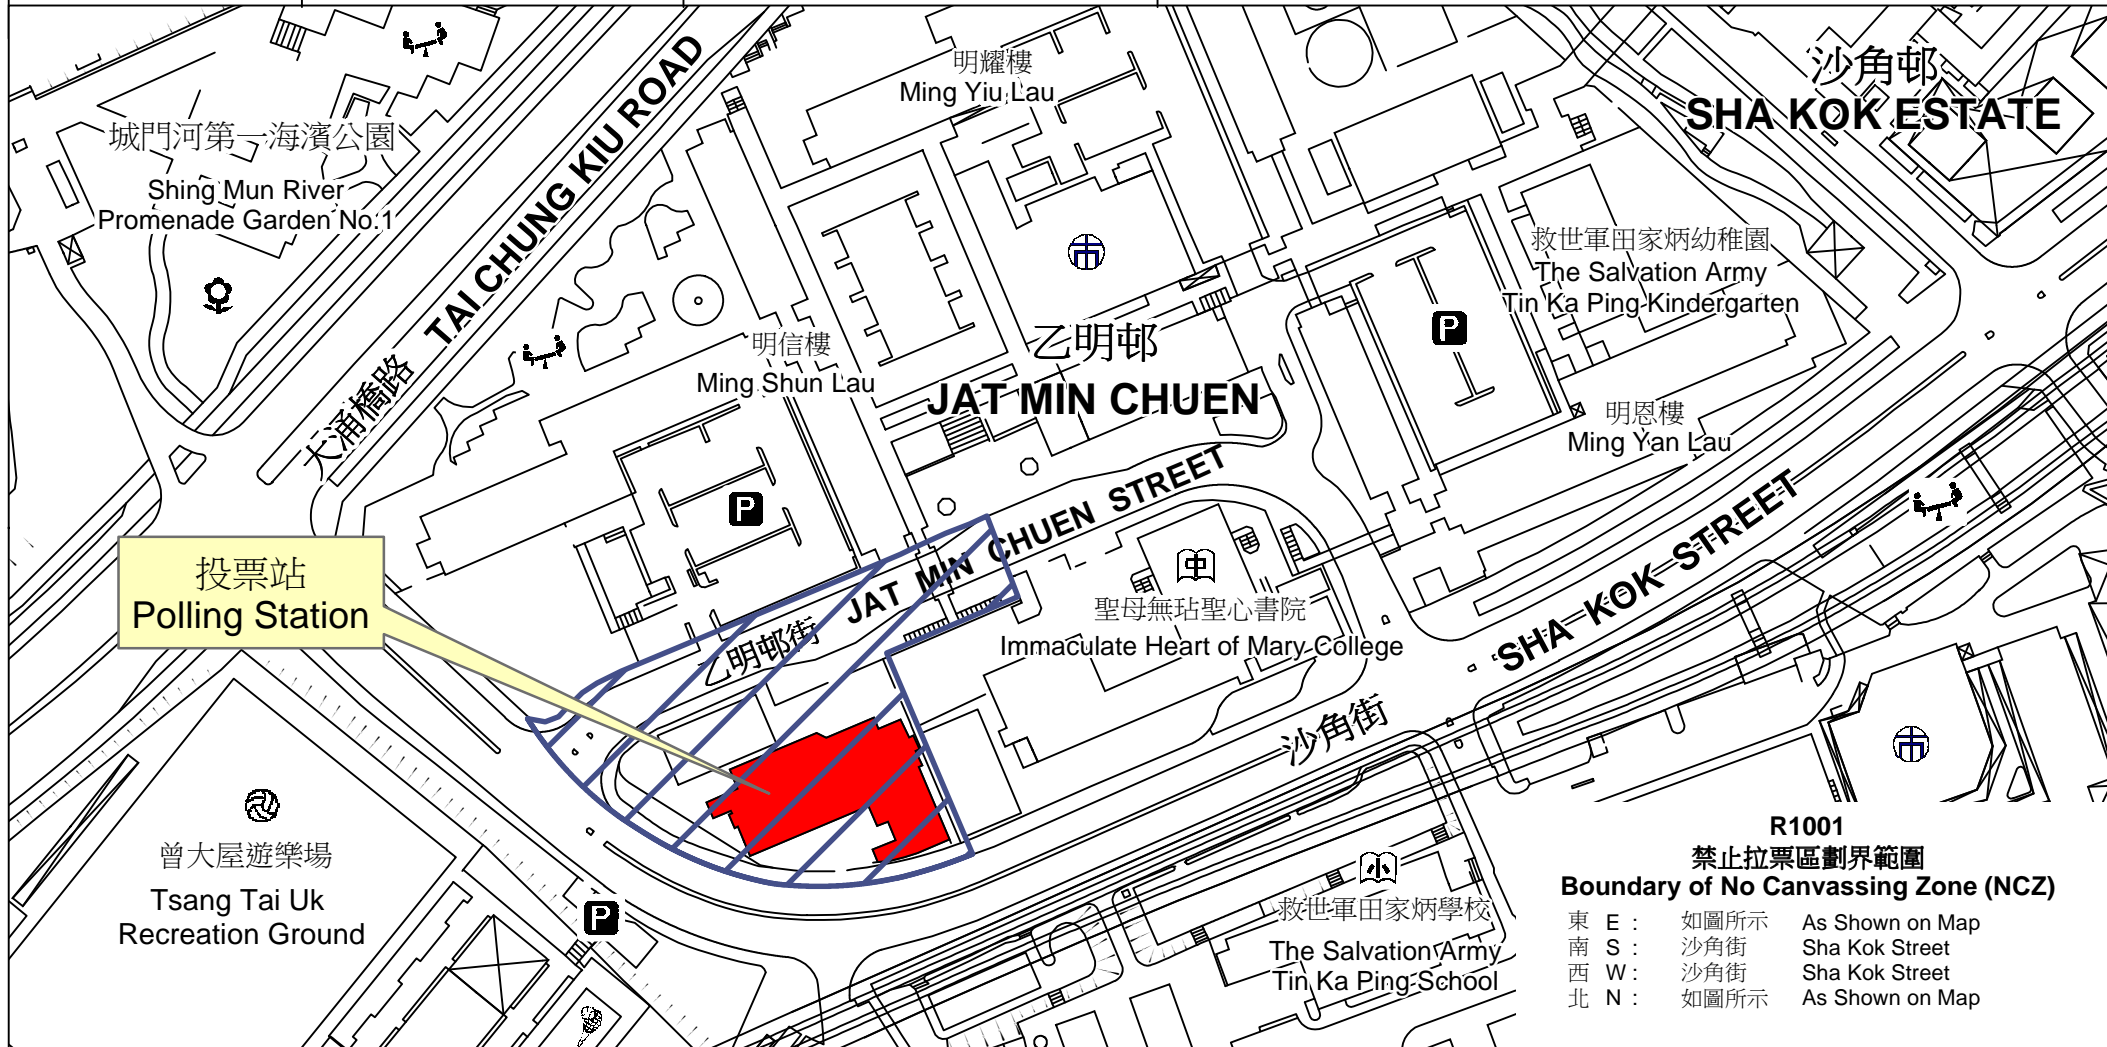 沙角邨
SHA KOK ESTATE
明耀樓
Ming Yiu Lau
城門河第一海濱公園
Shing Mun River
Promenade Garden No.1
大涌橋路 TAI CHUNG KIU ROAD
救世軍田家炳幼稚園
The Salvation Army
Tin Ka Ping Kindergarten
P
明信樓
Ming Shun Lau
乙明邨
JAT MIN CHUEN
明恩樓
Ming Yan Lau
P
乙明邨街 JAT MIN CHUEN STREET
中
聖母無玷聖心書院
Immaculate Heart of Mary College
沙角街 SHA KOK STREET
投票站
Polling Station
曾大屋遊樂場
Tsang Tai Uk
Recreation Ground
P
小
救世軍田家炳學校
The Salvation Army
Tin Ka Ping School
R1001
禁止拉票區劃界範圍
Boundary of No Canvassing Zone (NCZ)
東 E : 如圖所示 As Shown on Map
南 S : 沙角街 Sha Kok Street
西 W : 沙角街 Sha Kok Street
北 N : 如圖所示 As Shown on Map